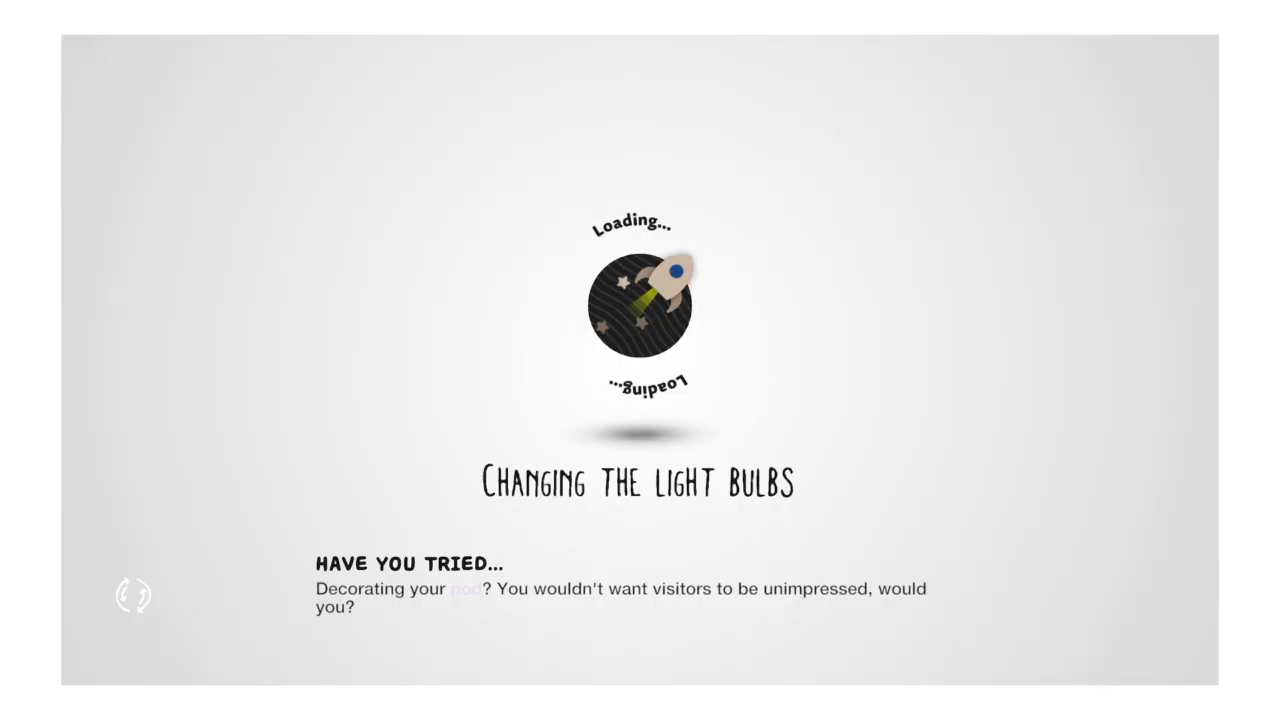 Loading...
Loading...
CHANGING THE LIGHT BULBS
HAVE YOU TRIED...
Decorating your pod? You wouldn't want visitors to be unimpressed, would
you?